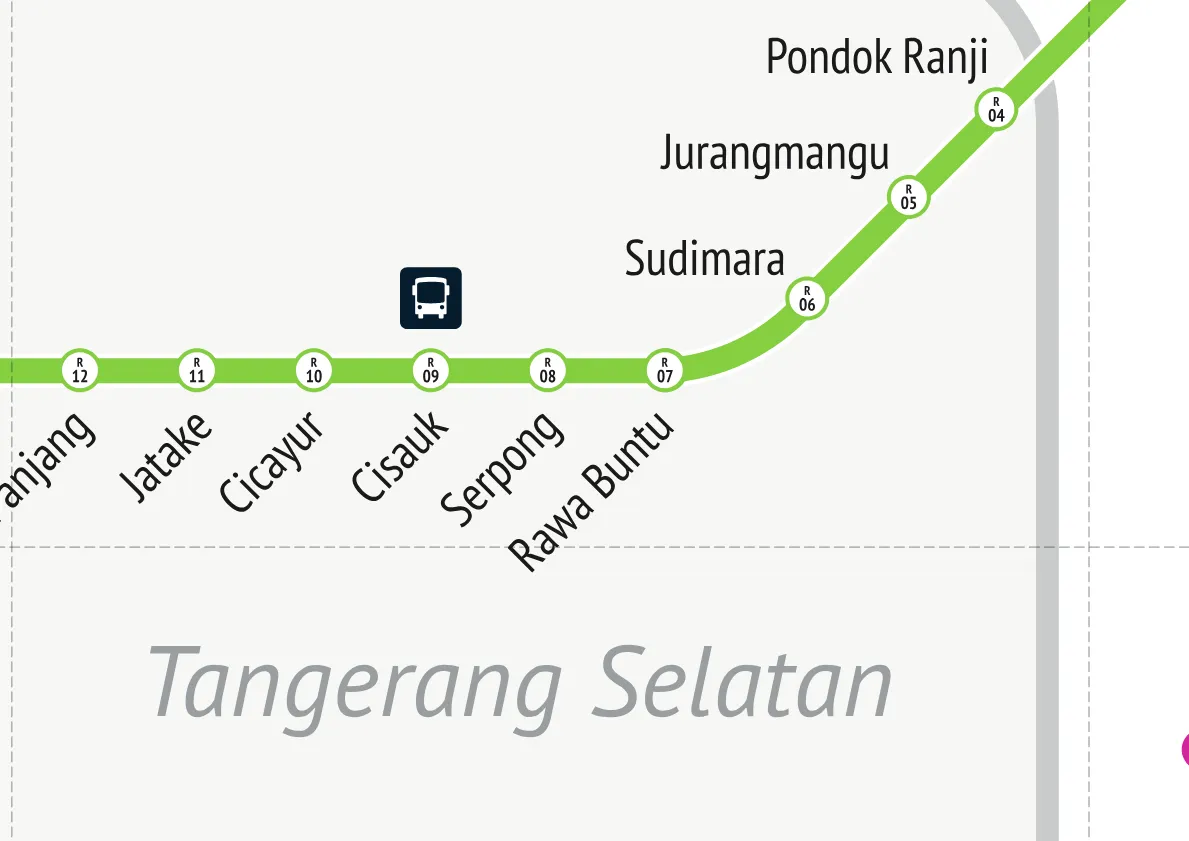 Pondok Ranji
R
04
Jurangmangu
R
05
Sudimara
R
06
R
12
R
11
R
10
R
09
R
08
R
07
Jatake
Cicayur
Cisauk
Serpong
Rawa Buntu
Tangerang Selatan